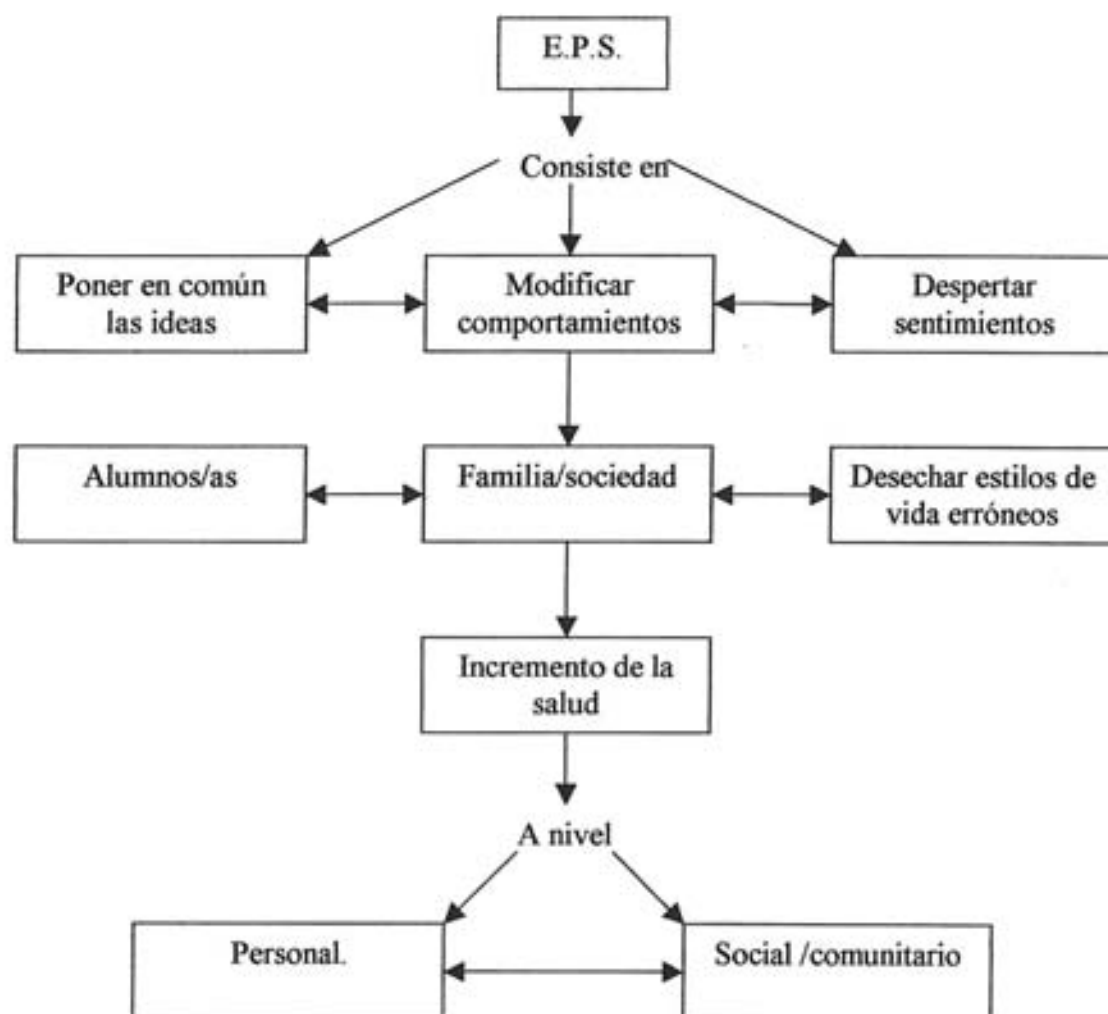 E.P.S.
Consiste en
Poner en común
las ideas
Modificar
comportamientos
Despertar
sentimientos
Alumnos/as
Familia/sociedad
Desechar estilos de
vida erróneos
Incremento de la
salud
A nivel
Personal.
Social /comunitario